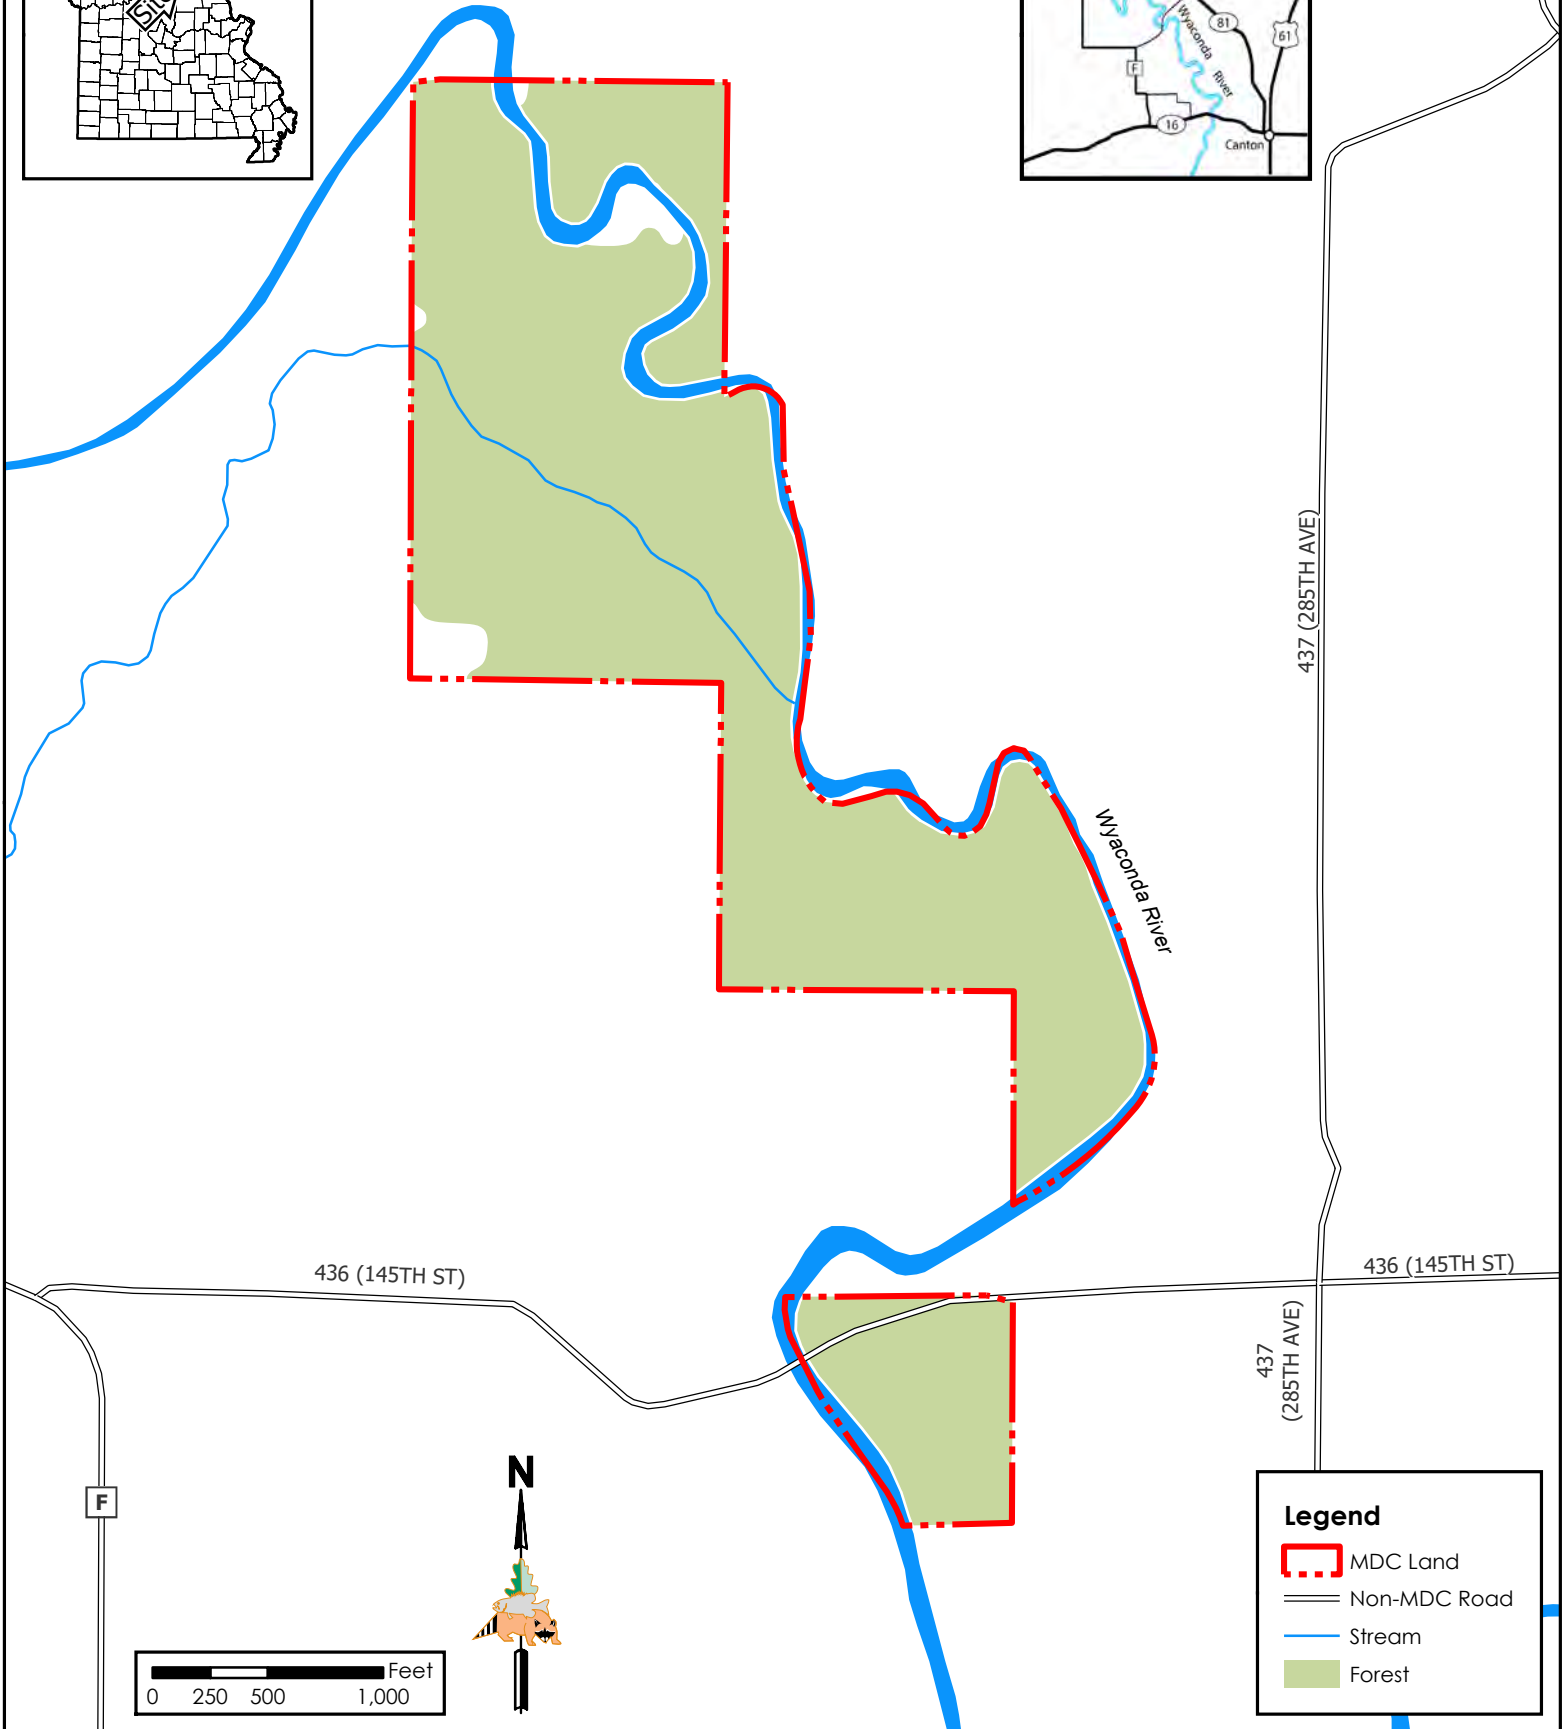 Site
Wyaconda
River
81
61
F
16
Canton
437 (285TH AVE)
Wyaconda River
436 (145TH ST)
436 (145TH ST)
437
(285TH AVE)
F
N
Legend
MDC Land
Non-MDC Road
Stream
Forest
Feet
0 250 500 1,000